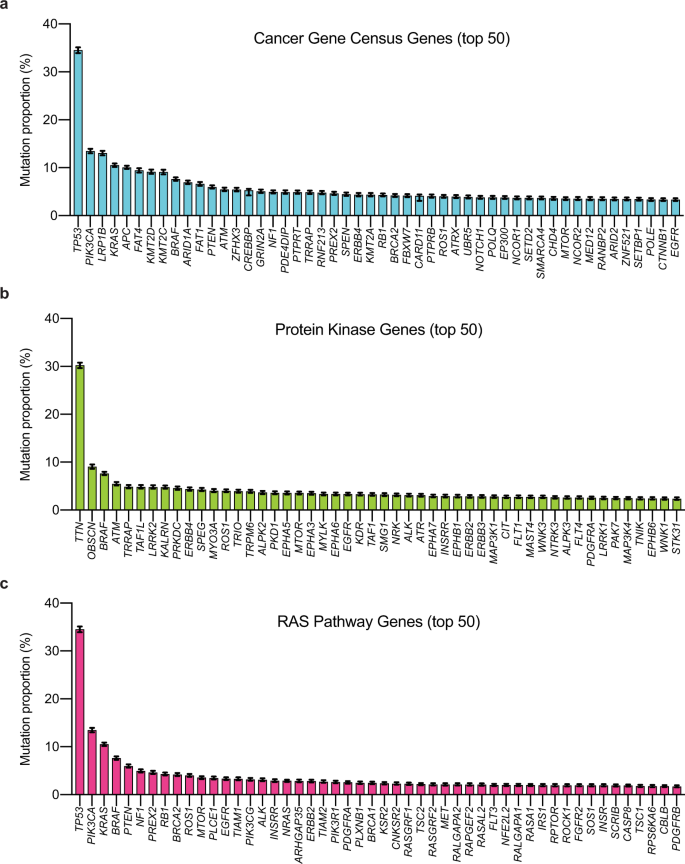 a
Cancer Gene Census Genes (top 50)
Mutation proportion (%)
40
30
20
10
0
TP53
PIK3CA
LRP1B
KRAS
APC
FAT4
KMT2D
KMT2C
BRAF
ARID1A
FAT1
PTEN
ATM
ZFHX3
CREBBP
GRIN2A
NF1
PDE4DIP
PTPRT
TRRAP
RNF213
PREX2
SPEN
ERBB4
KMT2A
RB1
BRCA2
FBXW7
CARD11
PTPRB
ROS1
ATRX
UBR5
NOTCH1
POLQ
EP300
NCOR1
SETD2
SMARCA4
CHD4
MTOR
NCOR2
MED12
RANBP2
ARID2
ZNF521
SETBP1
POLE
CTNNB1
EGFR
b
Protein Kinase Genes (top 50)
Mutation proportion (%)
40
30
20
10
0
TTN
OBSCN
BRAF
ATM
TRRAP
TAF1L
LRRK2
KALRN
PRKDC
ERBB4
SPEG
MYO3A
ROS1
TRIO
TRPM6
ALPK2
PKD1
EPHA5
MTOR
EPHA3
MYLK
EPHA6
EGFR
KDR
TAF1
SMG1
NRK
ALK
ATR
EPHA7
INSRR
EPHB1
ERBB2
ERBB3
MAP3K1
CIT
FLT1
MAST4
WNK3
NTRK3
ALPK3
FLT4
PDGFRA
LRRK1
PAK7
MAP3K4
TNIK
EPHB6
WNK1
STK31
c
RAS Pathway Genes (top 50)
Mutation proportion (%)
40
30
20
10
0
TP53
PIK3CA
KRAS
BRAF
PTEN
NF1
PREX2
RB1
BRCA2
ROS1
MTOR
PLCE1
EGFR
TIAM1
PIK3CG
ALK
INSRR
NRAS
ARHGAP35
ERBB2
TIAM2
PIK3R1
PDGFRA
PLXNB1
BRCA1
KSR2
CNKSR2
RASGRF1
TSC2
RASGRF2
MET
RALGAPA2
RAPGEF2
RASAL2
FLT3
NFE2L2
RALGAPA1
RASA1
IRS1
RPTOR
ROCK1
FGFR2
SOS1
INSR
SCRIB
CASP8
TSC1
RPS6KA6
CBLB
PDGFRB